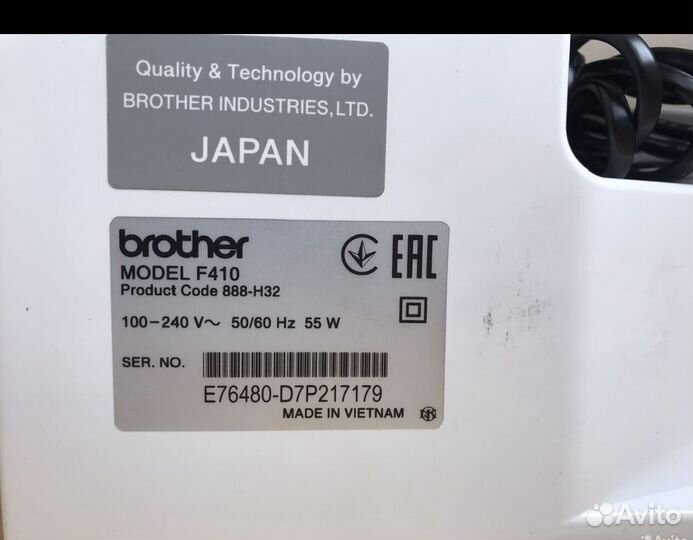 Quality & Technology by
BROTHER INDUSTRIES,LTD.
JAPAN
brother
MODEL F410
Product Code 888-H32
EAC
100-240 V~ 50/60 Hz 55 W
SER. NO.
E76480-D7P217179
MADE IN VIETNAM
Avito
Avito